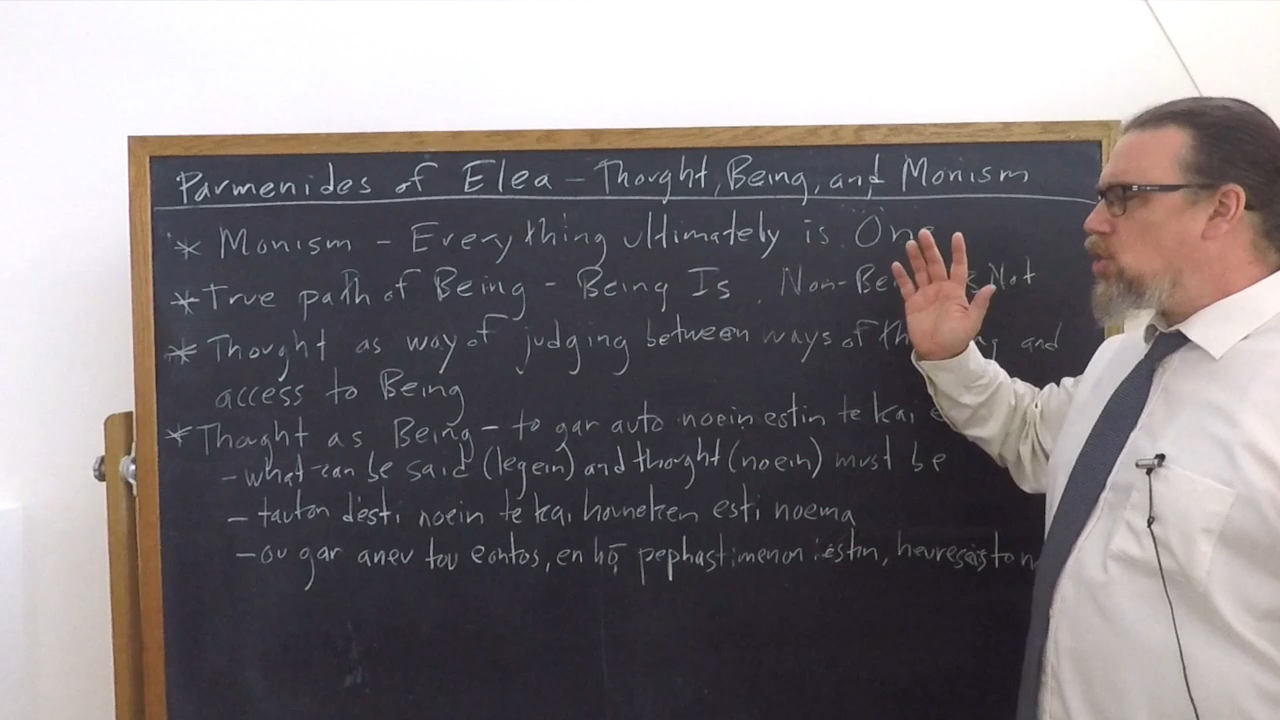 Parmenides of Elea - Thought, Being, and Monism
* Monism - Everything ultimately is One
* True path of Being - Being Is, Non-Be Not
* Thought as way of judging between ways of th and
access to Being
* Thought as Being - to gar auto noein estin te kai e
- what can be said (legein) and thought (noein) must be
- tauton d'esti noein te kai houneken esti noema
- ou gar aneu tou eontos, en hō pephastimenon estin, heureseis to n